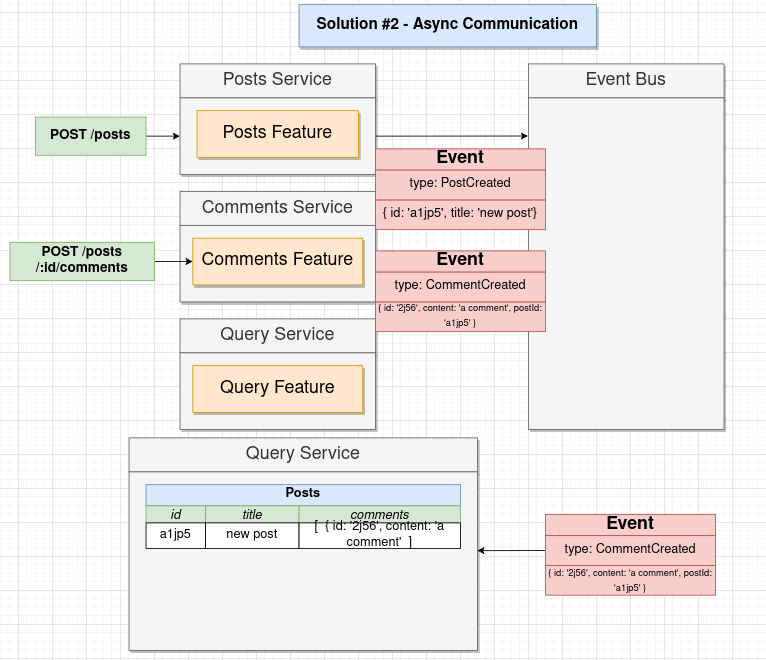 Solution #2 - Async Communication
Posts Service
Event Bus
POST /posts
Posts Feature
Event
type: PostCreated
{ id: 'a1jp5', title: 'new post'}
Comments Service
POST /posts
/:id/comments
Comments Feature
Event
type: CommentCreated
{ id: '2j56', content: 'a comment', postId:
'a1jp5' }
Query Service
Query Feature
Query Service
Posts
id title comments
a1jp5 new post [ { id: '2j56', content: 'a
comment' ]
Event
type: CommentCreated
{ id: '2j56', content: 'a comment', postId:
'a1jp5' }